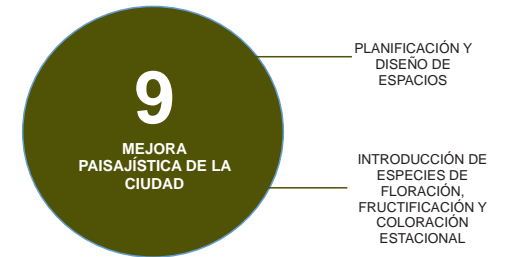 9
MEJORA
PAISAJÍSTICA DE LA
CIUDAD
PLANIFICACIÓN Y
DISEÑO DE
ESPACIOS
INTRODUCCIÓN DE
ESPECIES DE
FLORACIÓN,
FRUCTIFICACIÓN Y
COLORACIÓN
ESTACIONAL